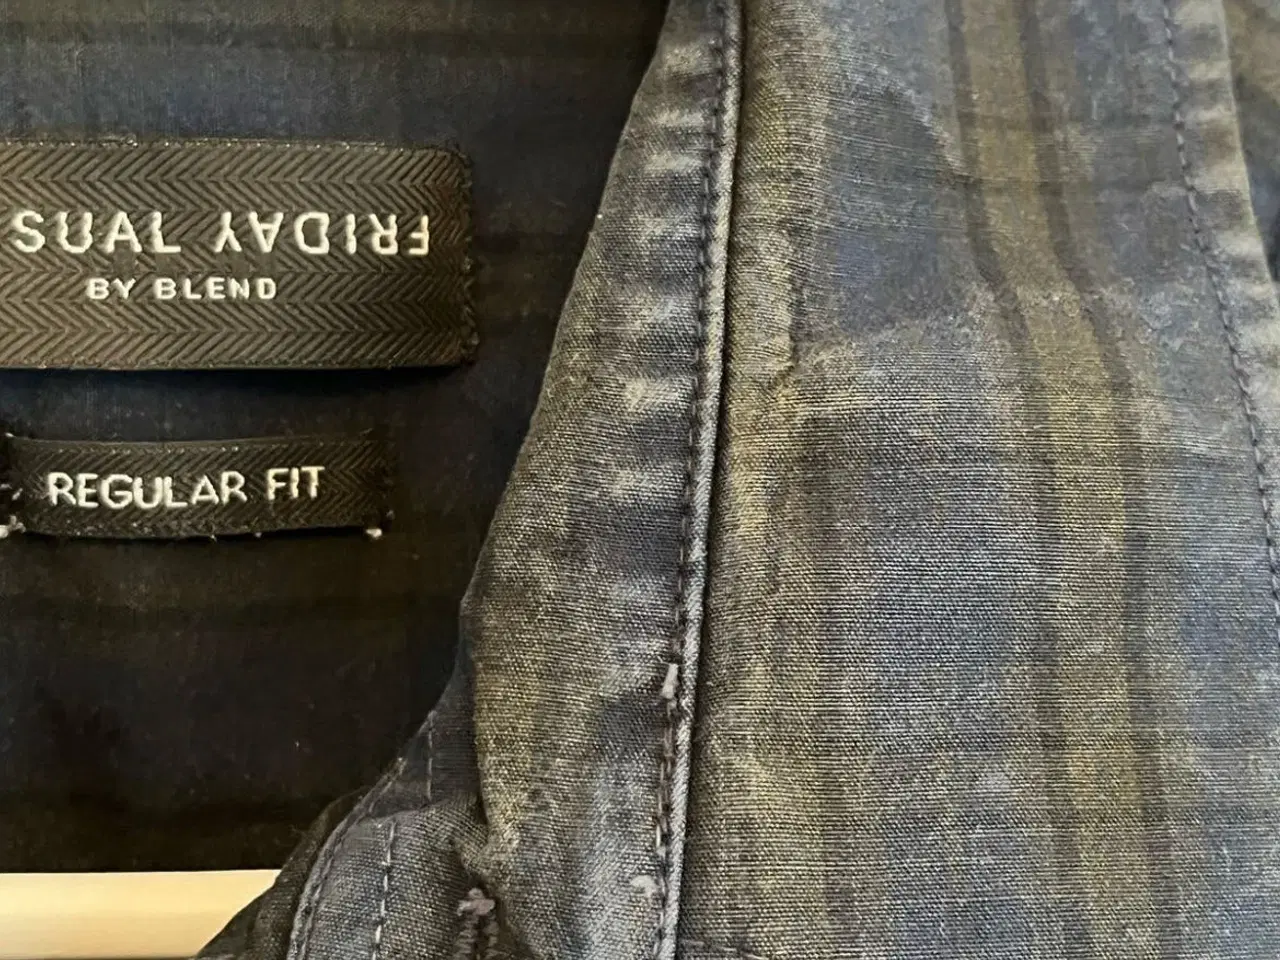 SUAL FRIDAY
BY BLEND
REGULAR FIT